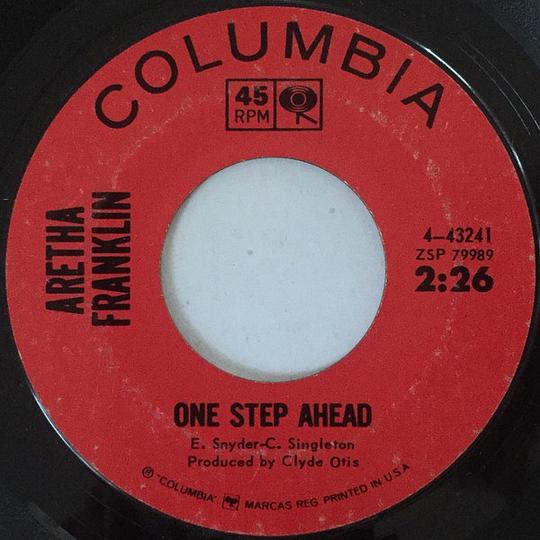 COLUMBIA
45
RPM
ARETHA
FRANKLIN
4-43241
ZSP 79989
2:26
ONE STEP AHEAD
E. Snyder-C. Singleton
Produced by Clyde Otis
Ⓡ "COLUMBIA" MARCAS REG PRINTED IN U.S.A